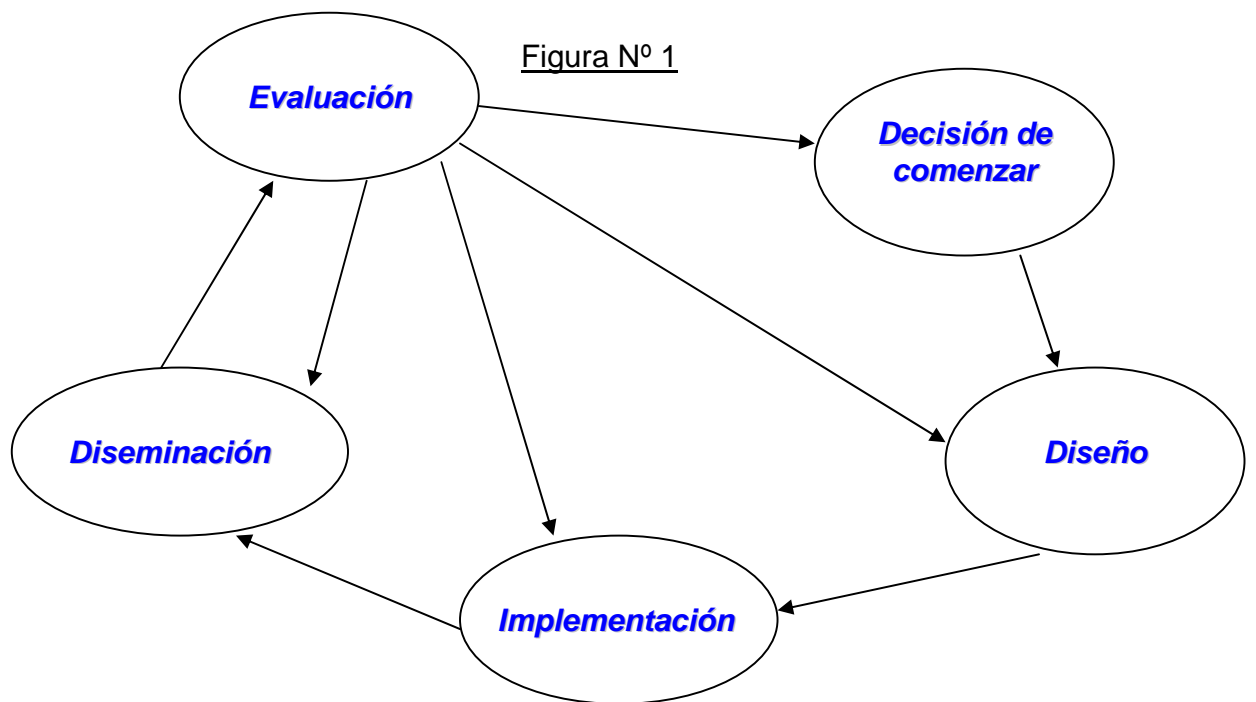 Figura Nº 1
Evaluación
Decisión de
comenzar
Diseminación
Diseño
Implementación